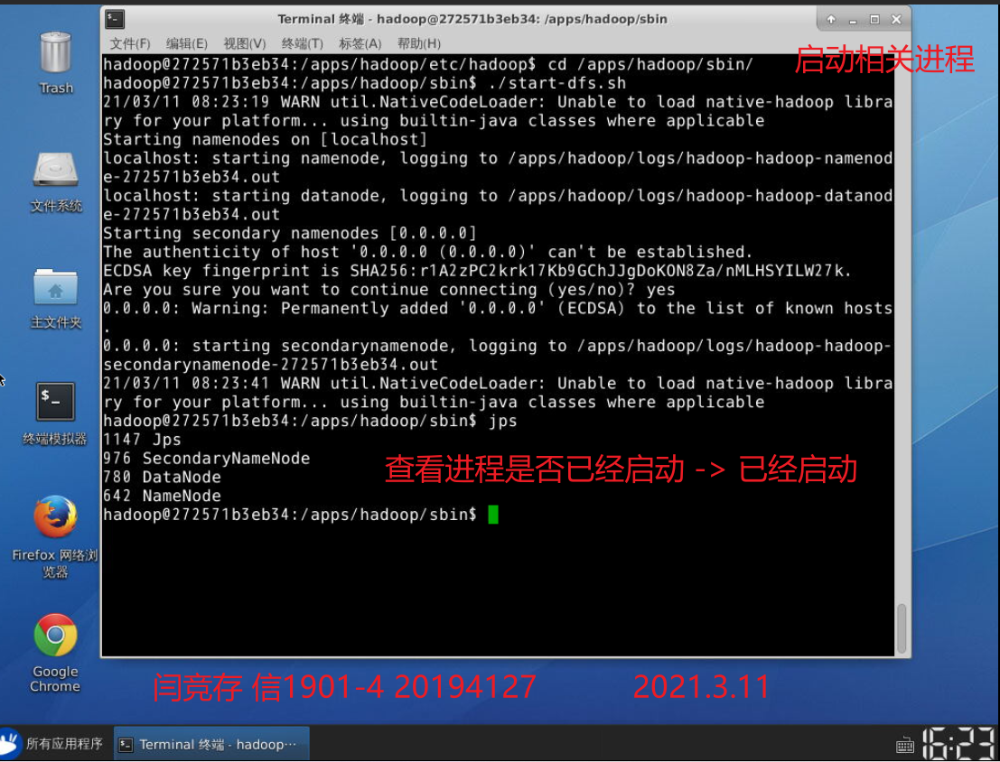 Terminal 终端 - hadoop@272571b3eb34: /apps/hadoop/sbin
文件(F) 编辑(E) 视图(V) 终端(T) 标签(A) 帮助(H)
启动相关进程
hadoop@272571b3eb34:/apps/hadoop/etc/hadoop$ cd /apps/hadoop/sbin/
hadoop@272571b3eb34:/apps/hadoop/sbin$ ./start-dfs.sh
21/03/11 08:23:19 WARN util.NativeCodeLoader: Unable to load native-hadoop libra
ry for your platform... using builtin-java classes where applicable
Starting namenodes on [localhost]
localhost: starting namenode, logging to /apps/hadoop/logs/hadoop-hadoop-namenod
e-272571b3eb34.out
localhost: starting datanode, logging to /apps/hadoop/logs/hadoop-hadoop-datanod
e-272571b3eb34.out
Starting secondary namenodes [0.0.0.0]
The authenticity of host '0.0.0.0 (0.0.0.0)' can't be established.
ECDSA key fingerprint is SHA256:r1A2zPC2krk17Kb9GChJJgDoKON8Za/nMLHSYILW27k.
Are you sure you want to continue connecting (yes/no)? yes
0.0.0.0: Warning: Permanently added '0.0.0.0' (ECDSA) to the list of known hosts
.
0.0.0.0: starting secondarynamenode, logging to /apps/hadoop/logs/hadoop-hadoop-
secondarynamenode-272571b3eb34.out
21/03/11 08:23:41 WARN util.NativeCodeLoader: Unable to load native-hadoop libra
ry for your platform... using builtin-java classes where applicable
hadoop@272571b3eb34:/apps/hadoop/sbin$ jps
1147 Jps
976 SecondaryNameNode
780 DataNode
642 NameNode
查看进程是否已经启动 -> 已经启动
hadoop@272571b3eb34:/apps/hadoop/sbin$
Trash
文件系统
主文件夹
终端模拟器
Firefox 网络浏
览器
Google
Chrome
闫竞存 信1901-4 20194127 2021.3.11
所有应用程序
Terminal 终端 - hadoop···
16:23